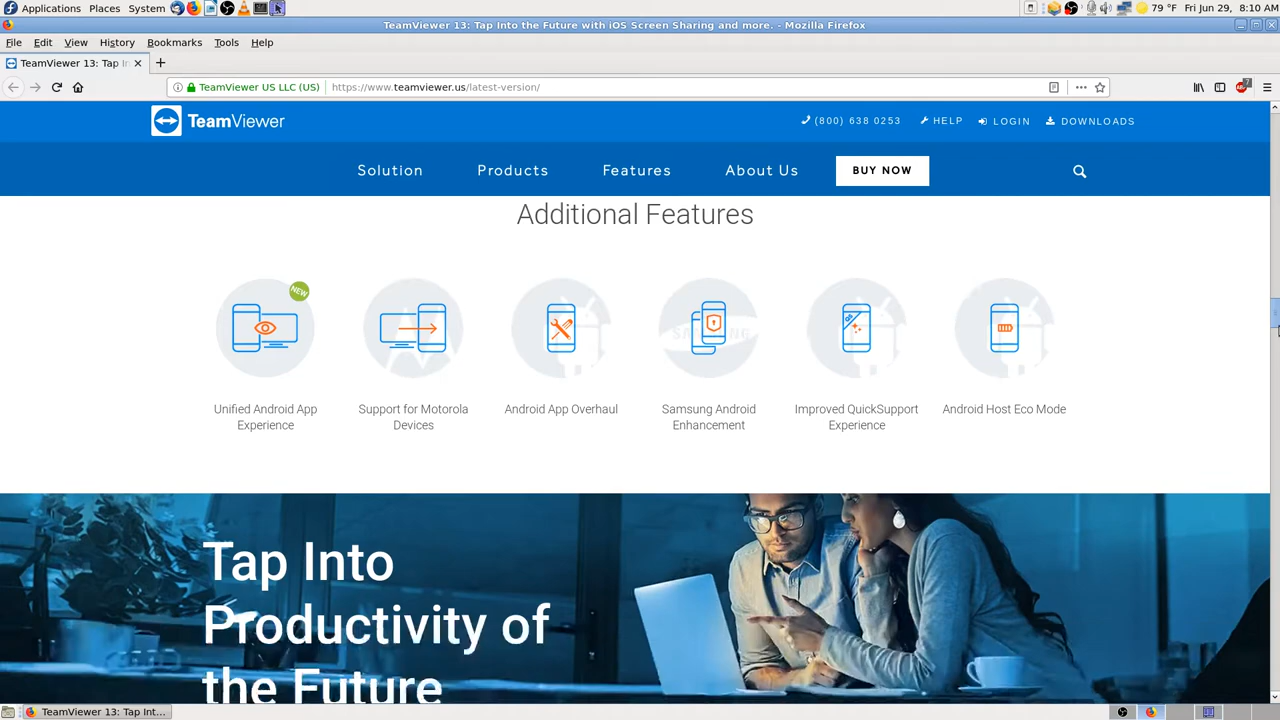 Applications Places System 79 °F Fri Jun 29, 8:10 AM
TeamViewer 13: Tap Into the Future with iOS Screen Sharing and more. - Mozilla Firefox
File Edit View History Bookmarks Tools Help
TeamViewer 13: Tap In
TeamViewer US LLC (US) https://www.teamviewer.us/latest-version/
TeamViewer (800) 638 0253 HELP LOGIN DOWNLOADS
Solution Products Features About Us BUY NOW
Additional Features
NEW
SAMSUNG
Unified Android App Experience
Support for Motorola Devices
Android App Overhaul
Samsung Android Enhancement
Improved QuickSupport Experience
Android Host Eco Mode
Tap Into
Productivity of
the Future
TeamViewer 13: Tap Int...